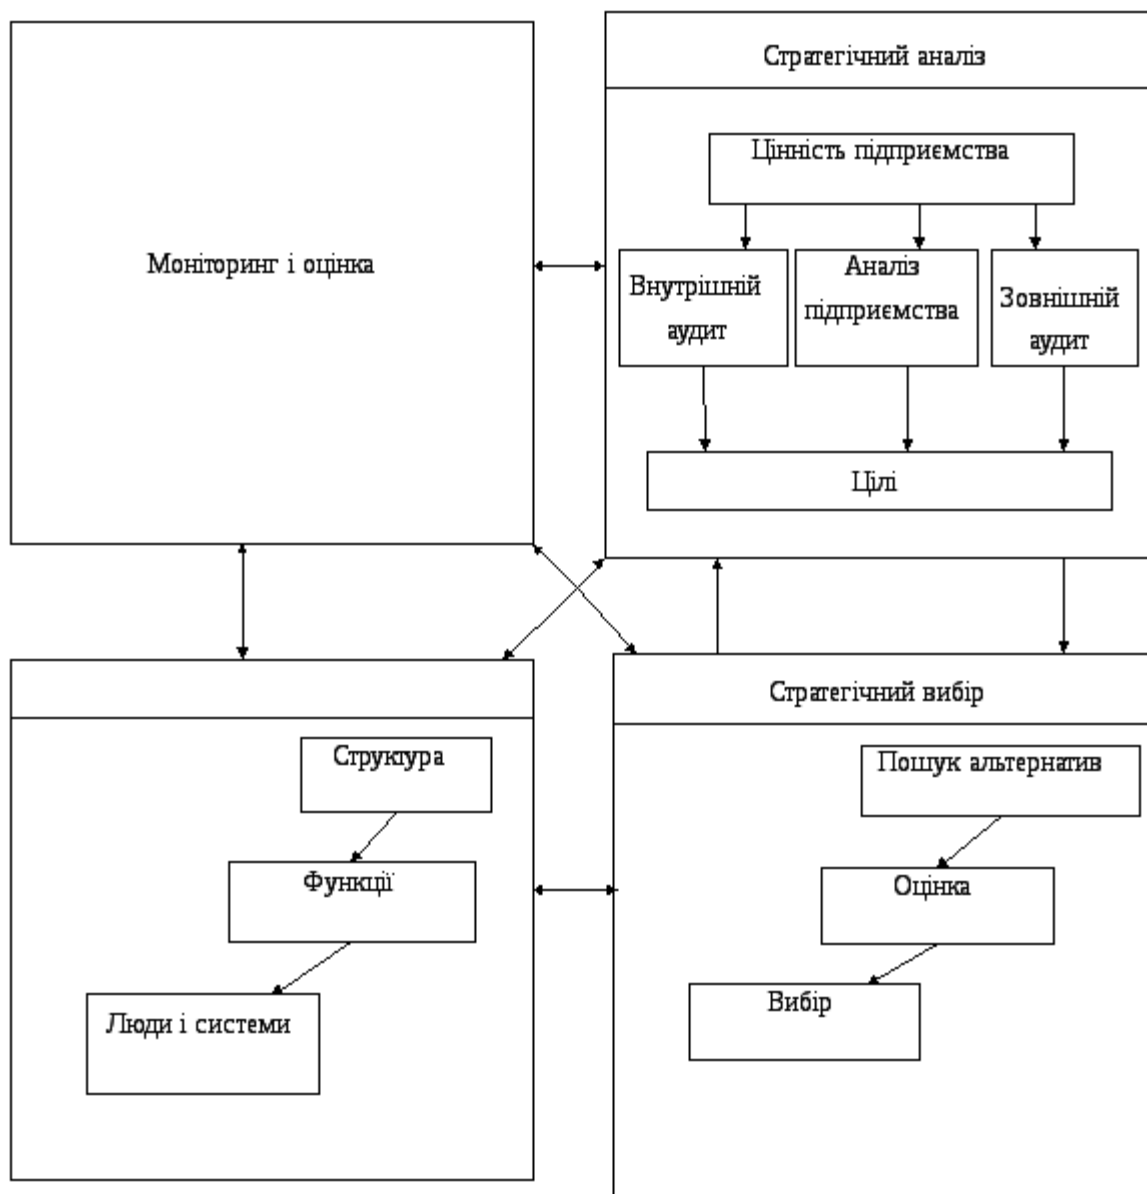 Стратегічний аналіз
Цінність підприємства
Моніторинг і оцінка
Внутрішній
аудит
Аналіз
підприємства
Зовнішній
аудит
Цілі
Стратегічний вибір
Структура
Функції
Люди і системи
Пошук альтернатив
Оцінка
Вибір